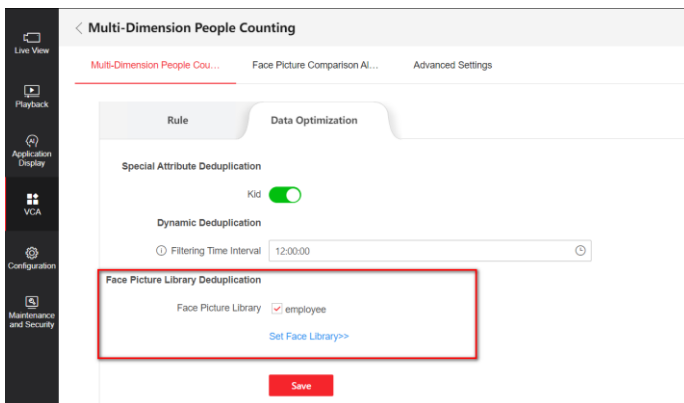 Multi-Dimension People Counting
Live View
Multi-Dimension People Cou...
Face Picture Comparison Al...
Advanced Settings
Playback
Rule
Data Optimization
Application
Display
Special Attribute Deduplication
Kid
VCA
Dynamic Deduplication
Filtering Time Interval
12:00:00
Configuration
Face Picture Library Deduplication
Face Picture Library
employee
Maintenance
and Security
Set Face Library>>
Save